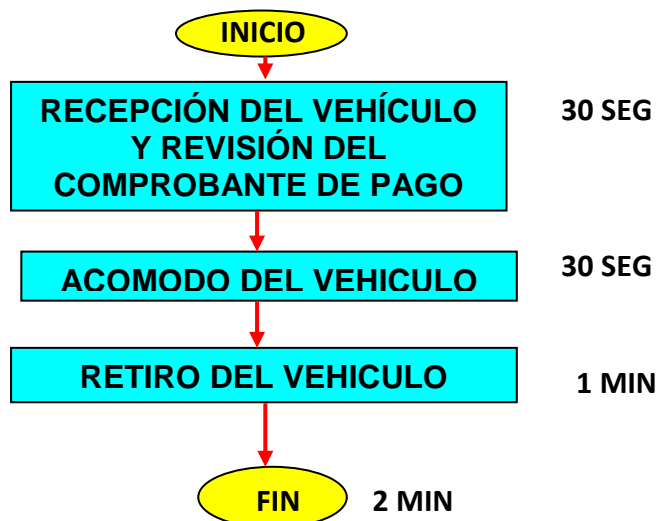 INICIO
RECEPCIÓN DEL VEHÍCULO
Y REVISIÓN DEL
COMPROBANTE DE PAGO
30 SEG
ACOMODO DEL VEHICULO
30 SEG
RETIRO DEL VEHICULO
1 MIN
FIN
2 MIN